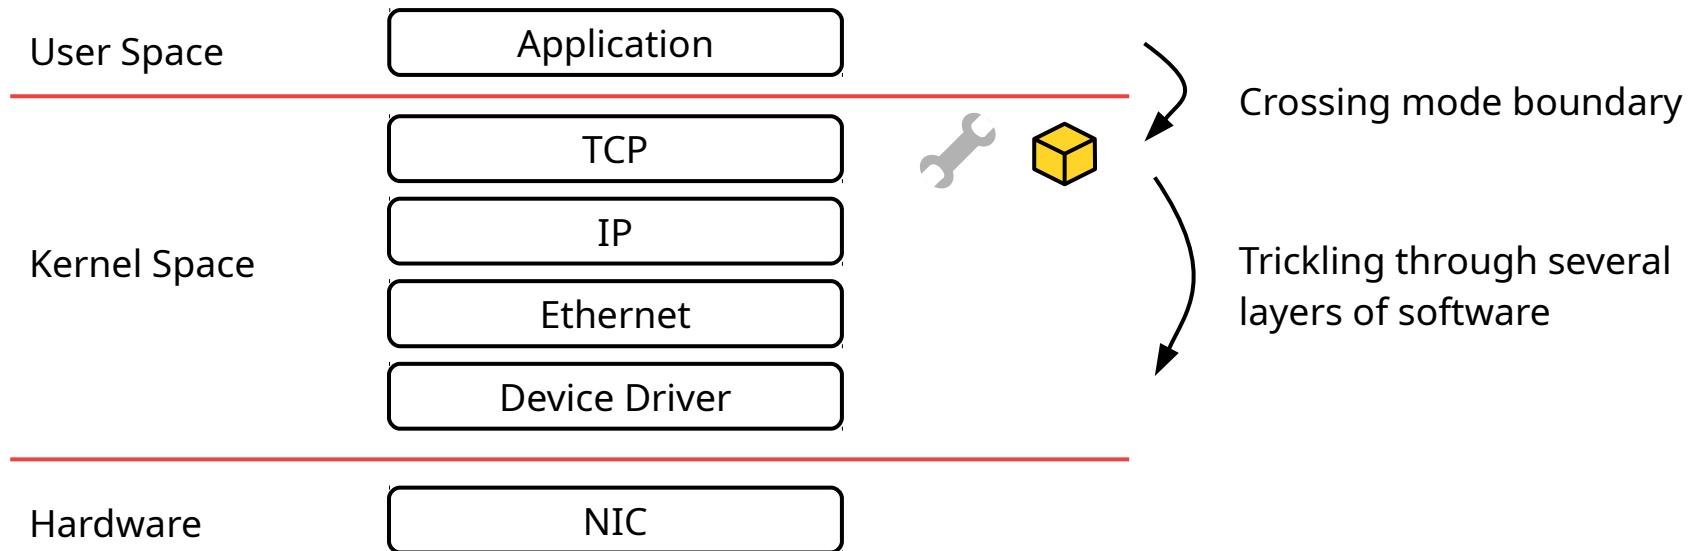 User Space
Application
Crossing mode boundary
TCP
IP
Kernel Space
Trickling through several
layers of software
Ethernet
Device Driver
Hardware
NIC